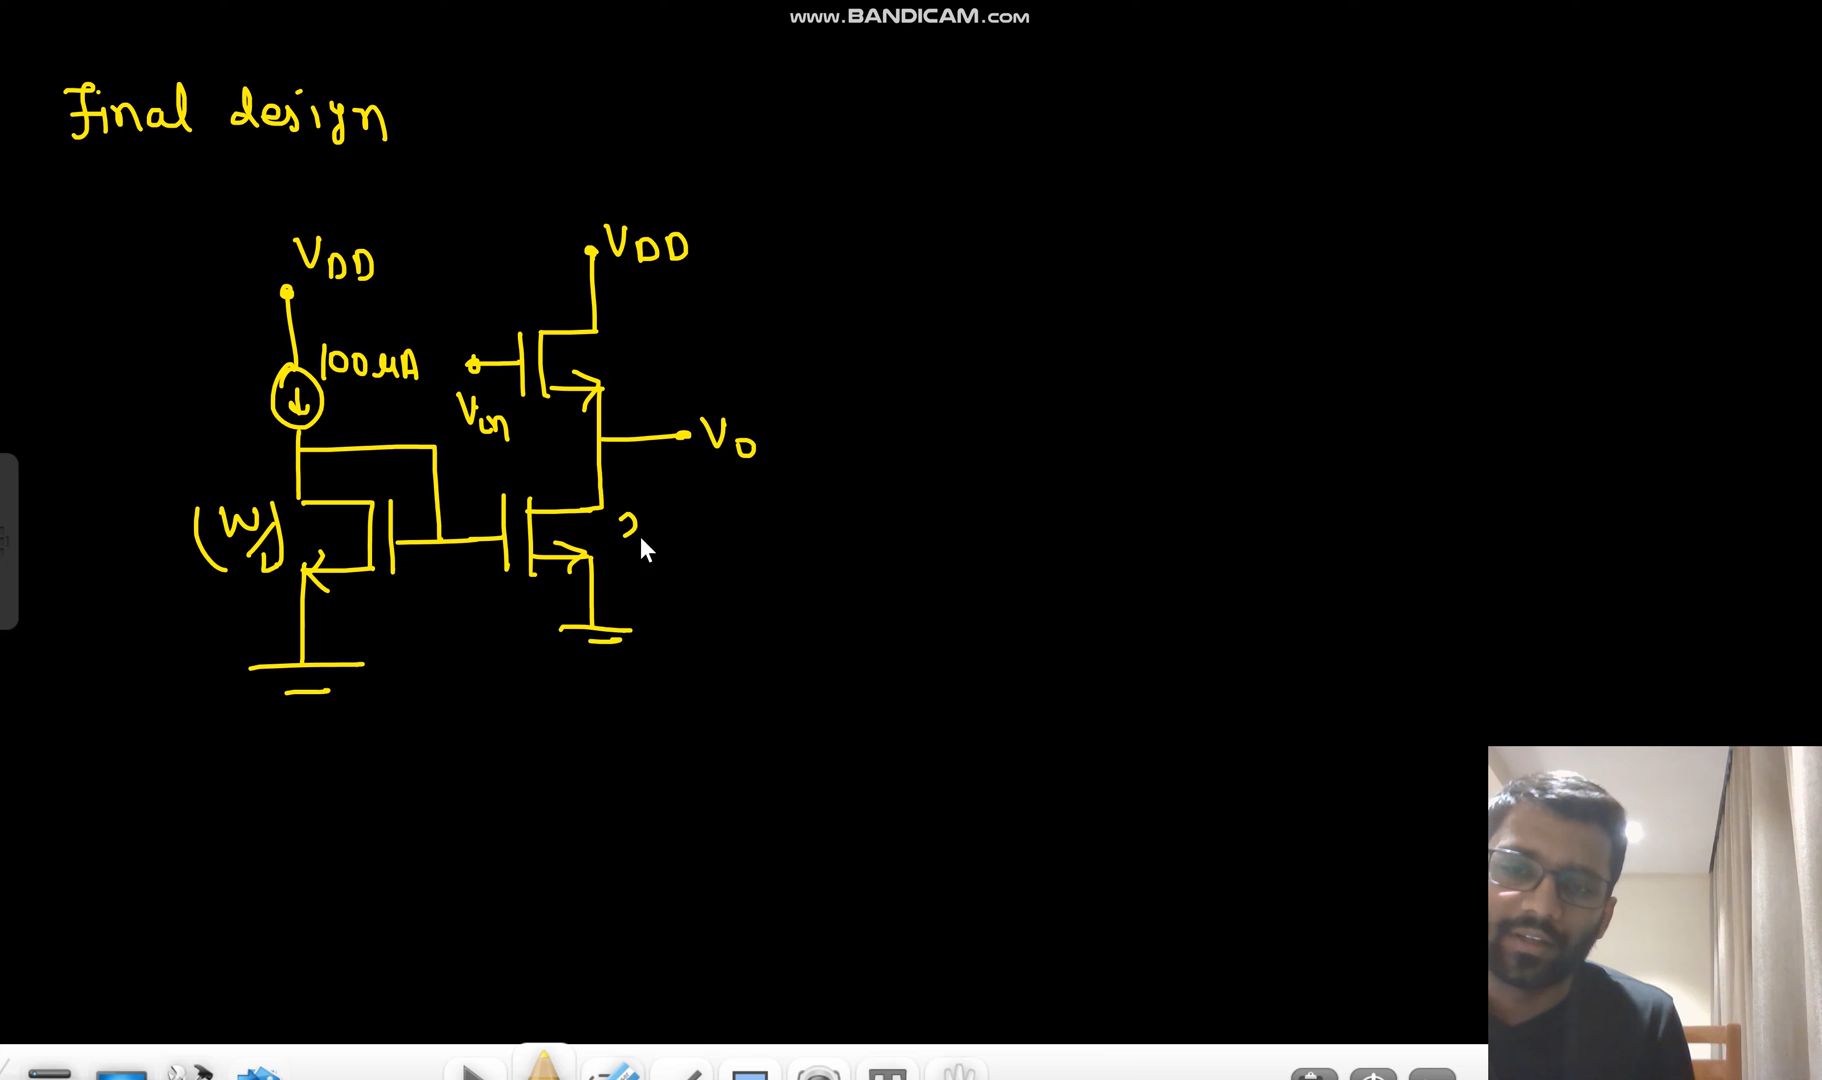 www.BANDICAM.com
Final design
VDD
VDD
100μA
Vin
Vo
(W/L)